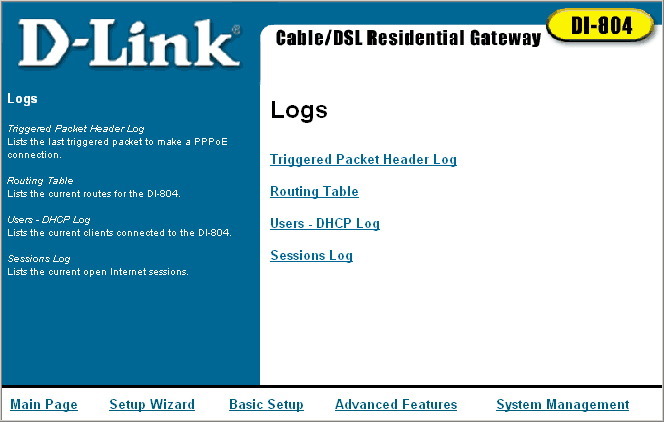 D-Link®
Cable/DSL Residential Gateway
DI-804
Logs
Triggered Packet Header Log
Lists the last triggered packet to make a PPPoE
connection.
Routing Table
Lists the current routes for the DI-804.
Users - DHCP Log
Lists the current clients connected to the DI-804.
Sessions Log
Lists the current open Internet sessions.
Logs
Triggered Packet Header Log
Routing Table
Users - DHCP Log
Sessions Log
Main Page Setup Wizard Basic Setup Advanced Features System Management